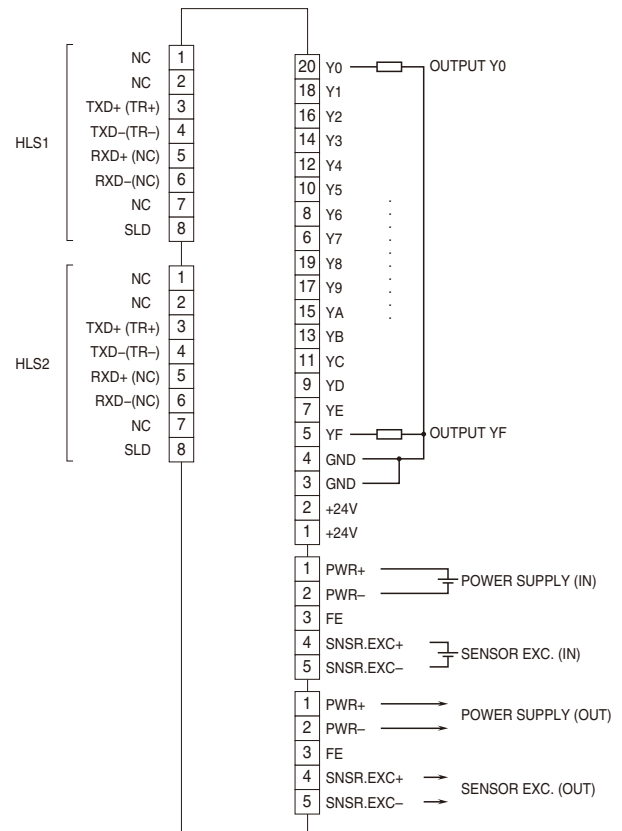 HLS1
NC 1
NC 2
TXD+ (TR+) 3
TXD–(TR–) 4
RXD+ (NC) 5
RXD–(NC) 6
NC 7
SLD 8
HLS2
NC 1
NC 2
TXD+ (TR+) 3
TXD–(TR–) 4
RXD+ (NC) 5
RXD–(NC) 6
NC 7
SLD 8
20 Y0 OUTPUT Y0
18 Y1
16 Y2
14 Y3
12 Y4
10 Y5
8 Y6
6 Y7
19 Y8
17 Y9
15 YA
13 YB
11 YC
9 YD
7 YE
5 YF OUTPUT YF
4 GND
3 GND
2 +24V
1 +24V
1 PWR+
POWER SUPPLY (IN)
2 PWR–
3 FE
4 SNSR.EXC+
SENSOR EXC. (IN)
5 SNSR.EXC–
1 PWR+
POWER SUPPLY (OUT)
2 PWR–
3 FE
4 SNSR.EXC+
SENSOR EXC. (OUT)
5 SNSR.EXC–